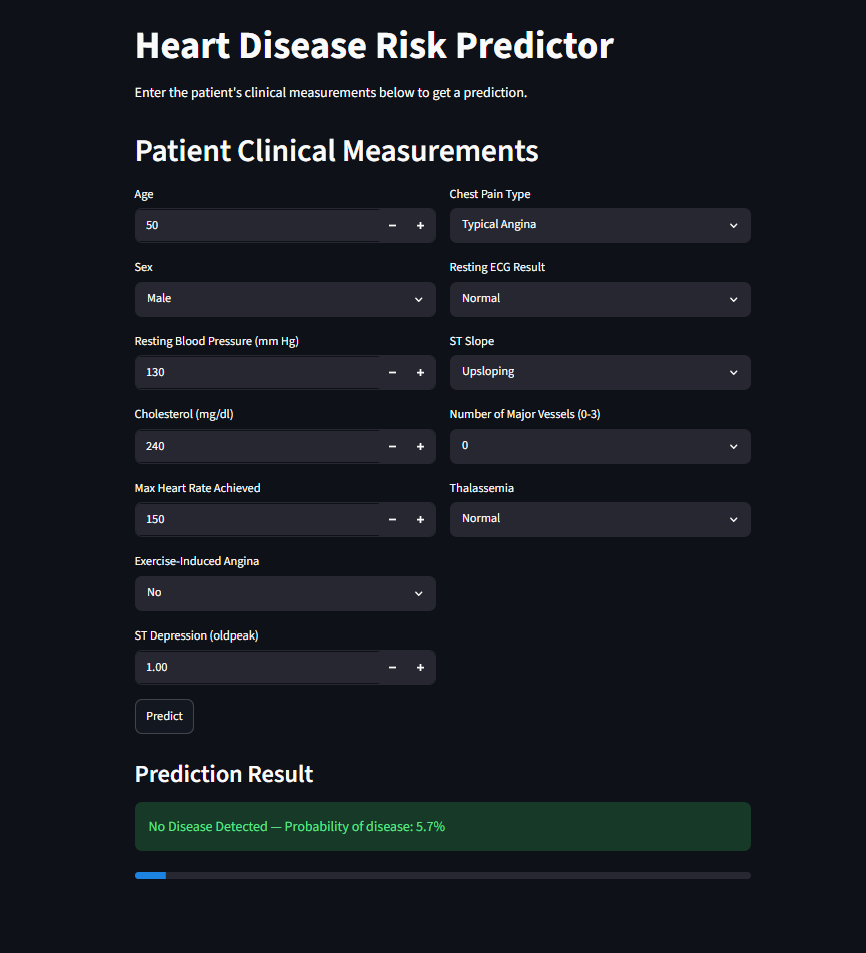 Heart Disease Risk Predictor
Enter the patient's clinical measurements below to get a prediction.
Patient Clinical Measurements
Age
50
Chest Pain Type
Typical Angina
Sex
Male
Resting ECG Result
Normal
Resting Blood Pressure (mm Hg)
130
ST Slope
Upsloping
Cholesterol (mg/dl)
240
Number of Major Vessels (0-3)
0
Max Heart Rate Achieved
150
Thalassemia
Normal
Exercise-Induced Angina
No
ST Depression (oldpeak)
1.00
Predict
Prediction Result
No Disease Detected — Probability of disease: 5.7%